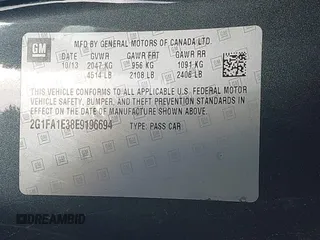 GM
MFD BY GENERAL MOTORS OF CANADA LTD.
DATE GVWR GAWR FRT GAWR RR
10/13 2047 KG 956 KG 1091 KG
4514 LB 2108 LB 2406 LB
THIS VEHICLE CONFORMS TO ALL APPLICABLE U.S. FEDERAL MOTOR
VEHICLE SAFETY, BUMPER, AND THEFT PREVENTION STANDARDS
IN EFFECT ON THE DATE OF MANUFACTURE SHOWN ABOVE.
2G1FA1E38E9196694 TYPE: PASS CAR
DREAMBID